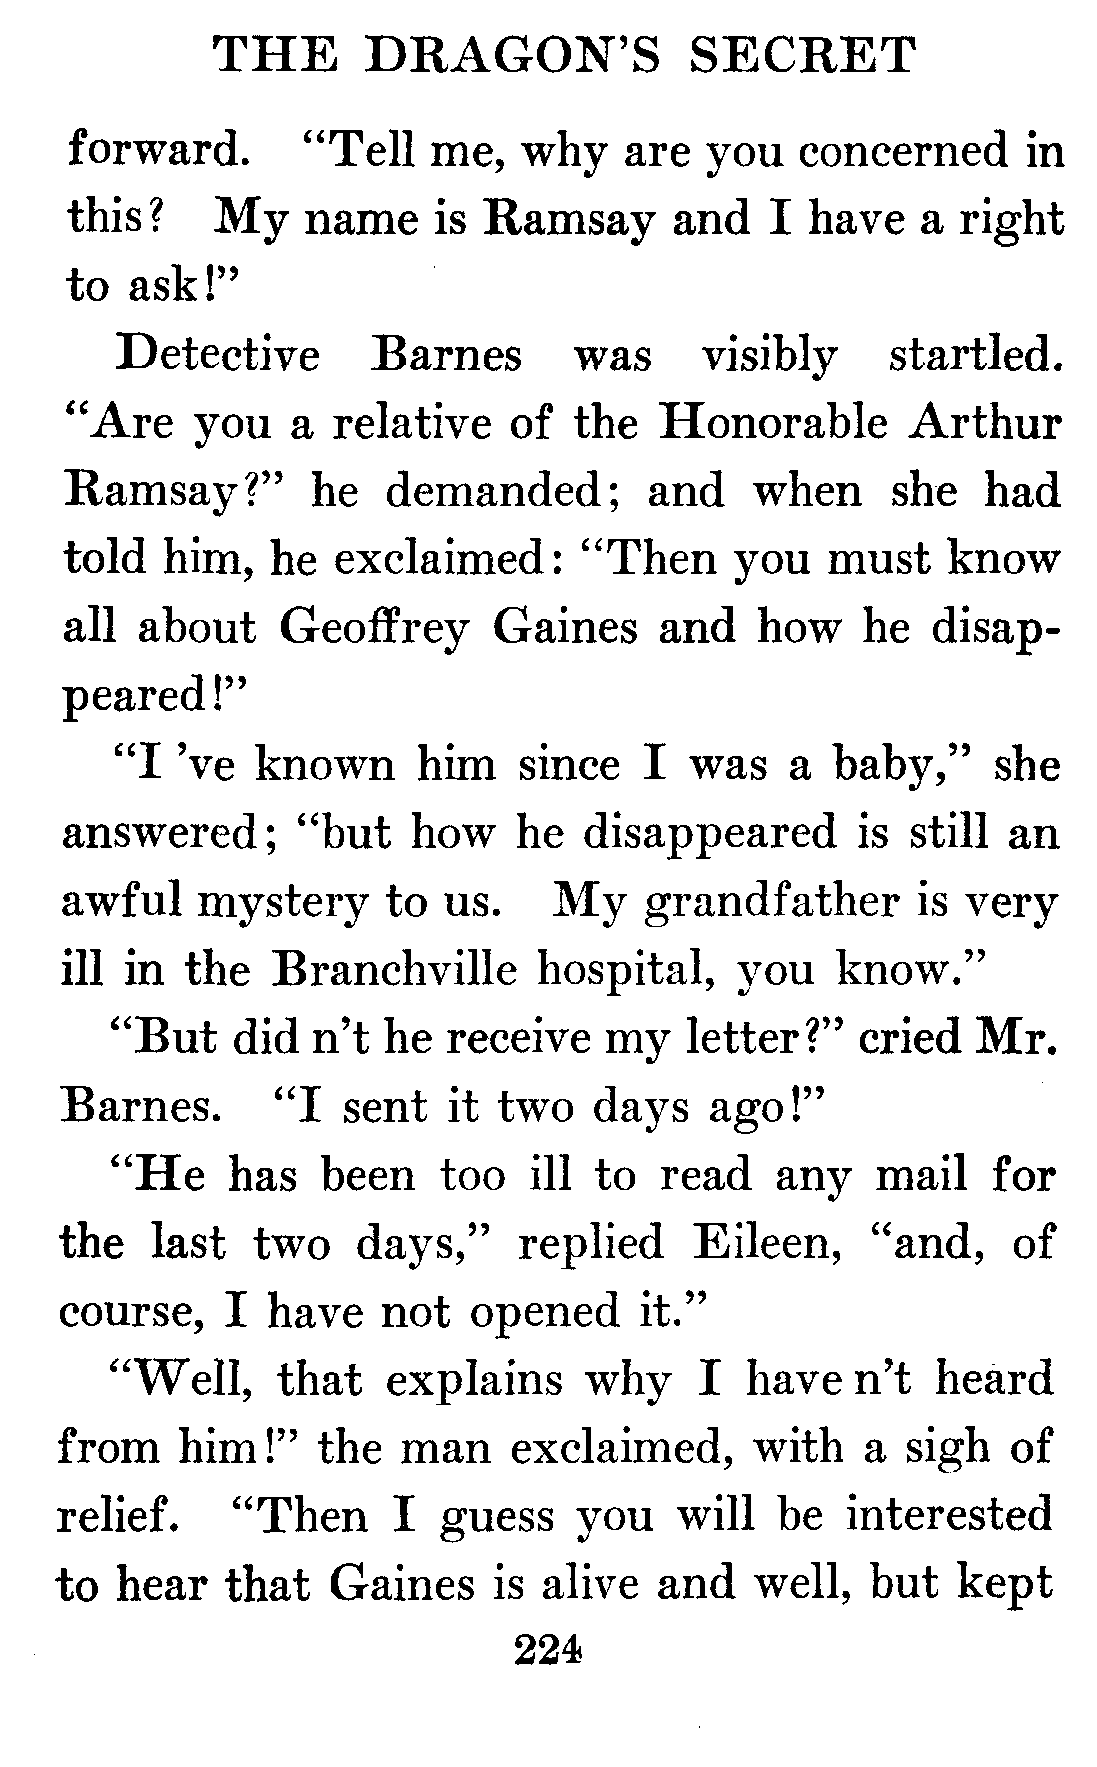 THE DRAGON'S SECRET
forward. "Tell me, why are you concerned in
this? My name is Ramsay and I have a right
to ask!"
Detective Barnes was visibly startled.
"Are you a relative of the Honorable Arthur
Ramsay?" he demanded; and when she had
told him, he exclaimed: "Then you must know
all about Geoffrey Gaines and how he disap-
peared!"
"I 've known him since I was a baby," she
answered; "but how he disappeared is still an
awful mystery to us. My grandfather is very
ill in the Branchville hospital, you know."
"But did n't he receive my letter?" cried Mr.
Barnes. "I sent it two days ago!"
"He has been too ill to read any mail for
the last two days," replied Eileen, "and, of
course, I have not opened it."
"Well, that explains why I have n't heard
from him!" the man exclaimed, with a sigh of
relief. "Then I guess you will be interested
to hear that Gaines is alive and well, but kept
224